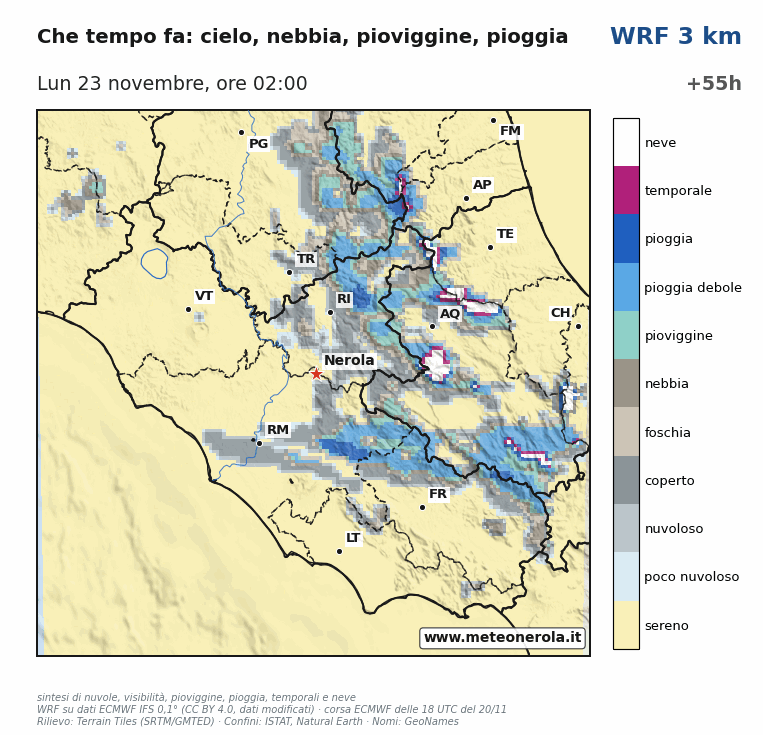 Che tempo fa: cielo, nebbia, pioviggine, pioggia
WRF 3 km
Lun 23 novembre, ore 02:00
+55h
FM
PG
AP
TE
TR
VT
RI
AQ
CH
Nerola
RM
FR
LT
www.meteonerola.it
neve
temporale
pioggia
pioggia debole
pioviggine
nebbia
foschia
coperto
nuvoloso
poco nuvoloso
sereno
sintesi di nuvole, visibilità, pioviggine, pioggia, temporali e neve
WRF su dati ECMWF IFS 0,1° (CC BY 4.0, dati modificati) · corsa ECMWF delle 18 UTC del 20/11
Rilievo: Terrain Tiles (SRTM/GMTED) · Confini: ISTAT, Natural Earth · Nomi: GeoNames